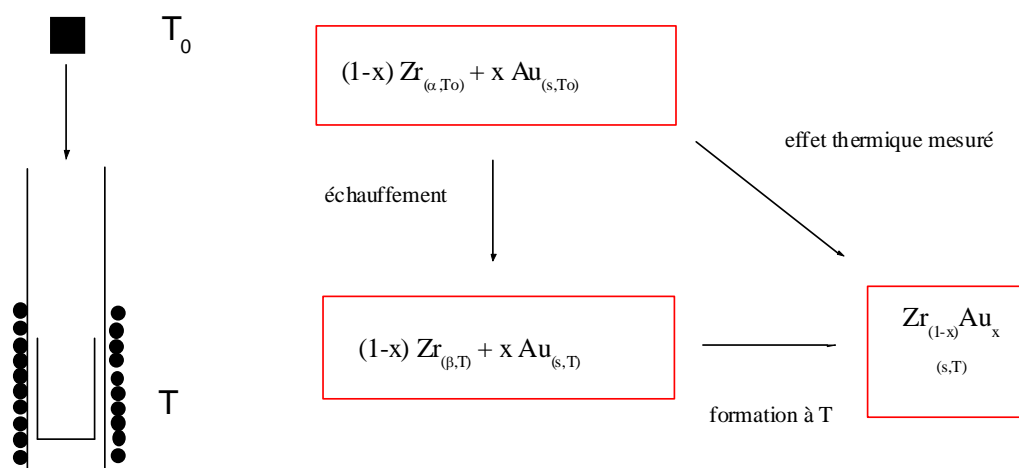 T₀
(1-x) Zr(α,To) + x Au(s,To)
effet thermique mesuré
échauffement
(1-x) Zr(β,T) + x Au(s,T)
Zr(1-x)Aux
(s,T)
T
formation à T